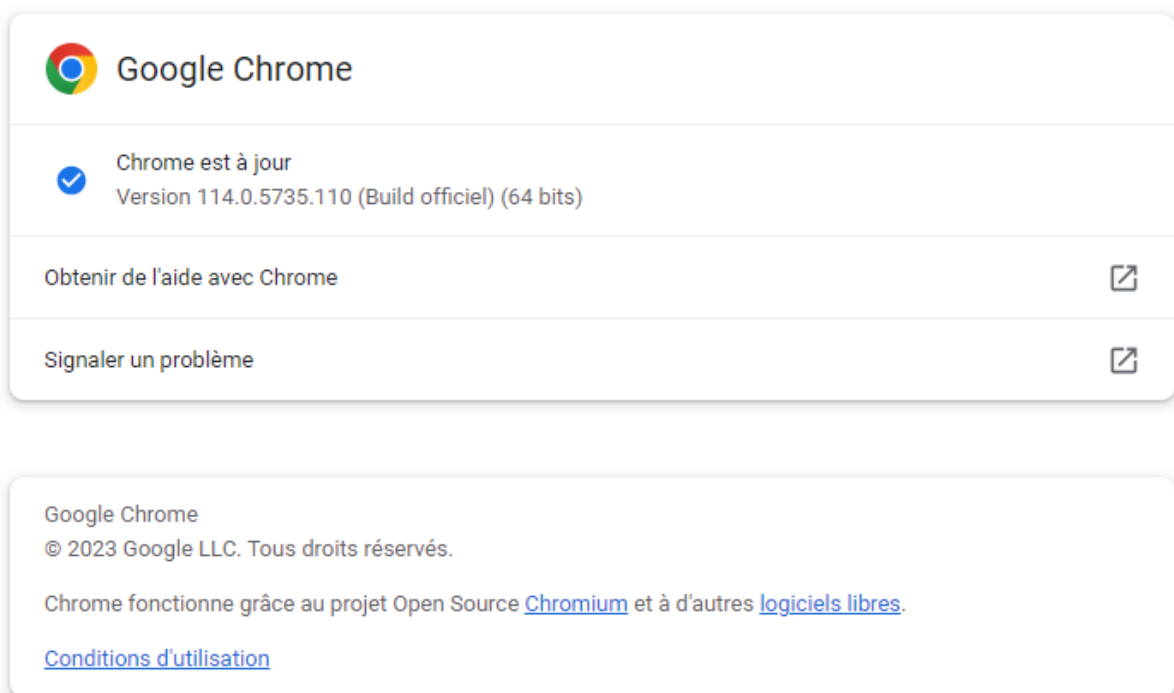 Google Chrome
Chrome est à jour
Version 114.0.5735.110 (Build officiel) (64 bits)
Obtenir de l'aide avec Chrome
Signaler un problème
Google Chrome
© 2023 Google LLC. Tous droits réservés.
Chrome fonctionne grâce au projet Open Source Chromium et à d'autres logiciels libres.
Conditions d'utilisation